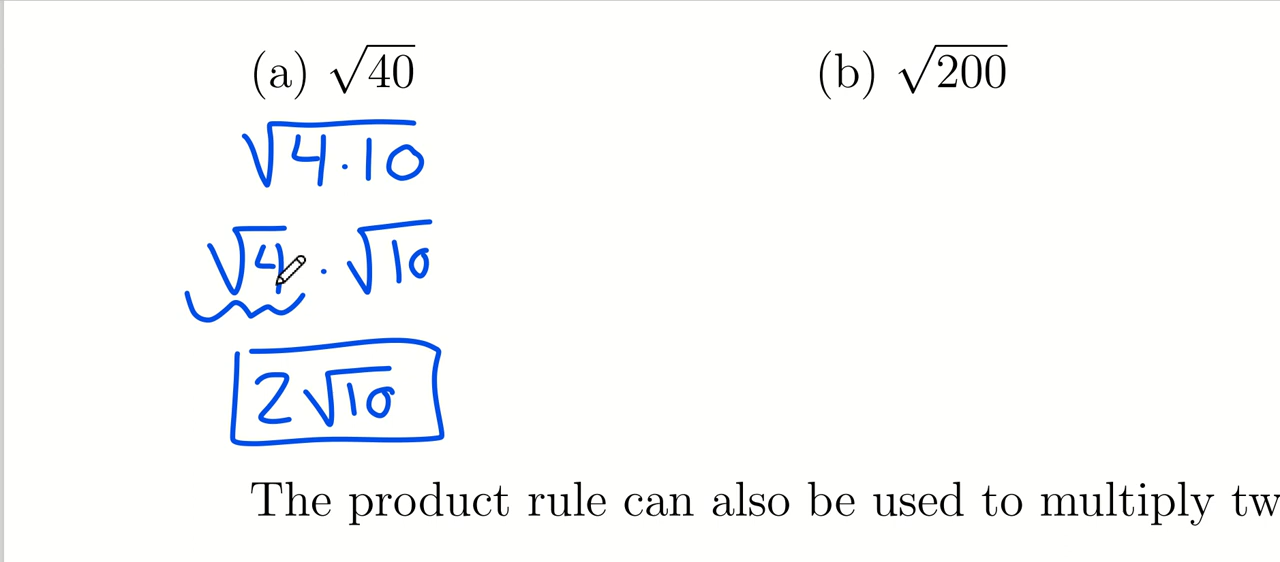 (a) √40 (b) √200
√4·10
√4 · √10
2√10
The product rule can also be used to multiply tw